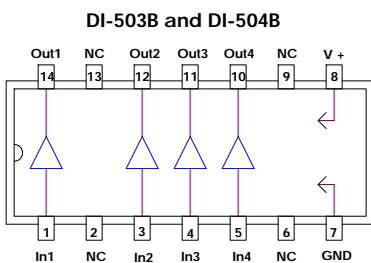 DI-503B and DI-504B
Out1 NC Out2 Out3 Out4 NC V +
14 13 12 11 10 9 8
1 2 3 4 5 6 7
In1 NC In2 In3 In4 NC GND